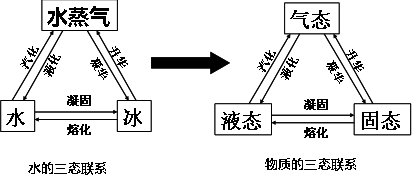 水蒸气
汽化
液化
升华
凝华
水
凝固
熔化
冰
水的三态联系
气态
汽化
液化
升华
凝华
液态
凝固
熔化
固态
物质的三态联系